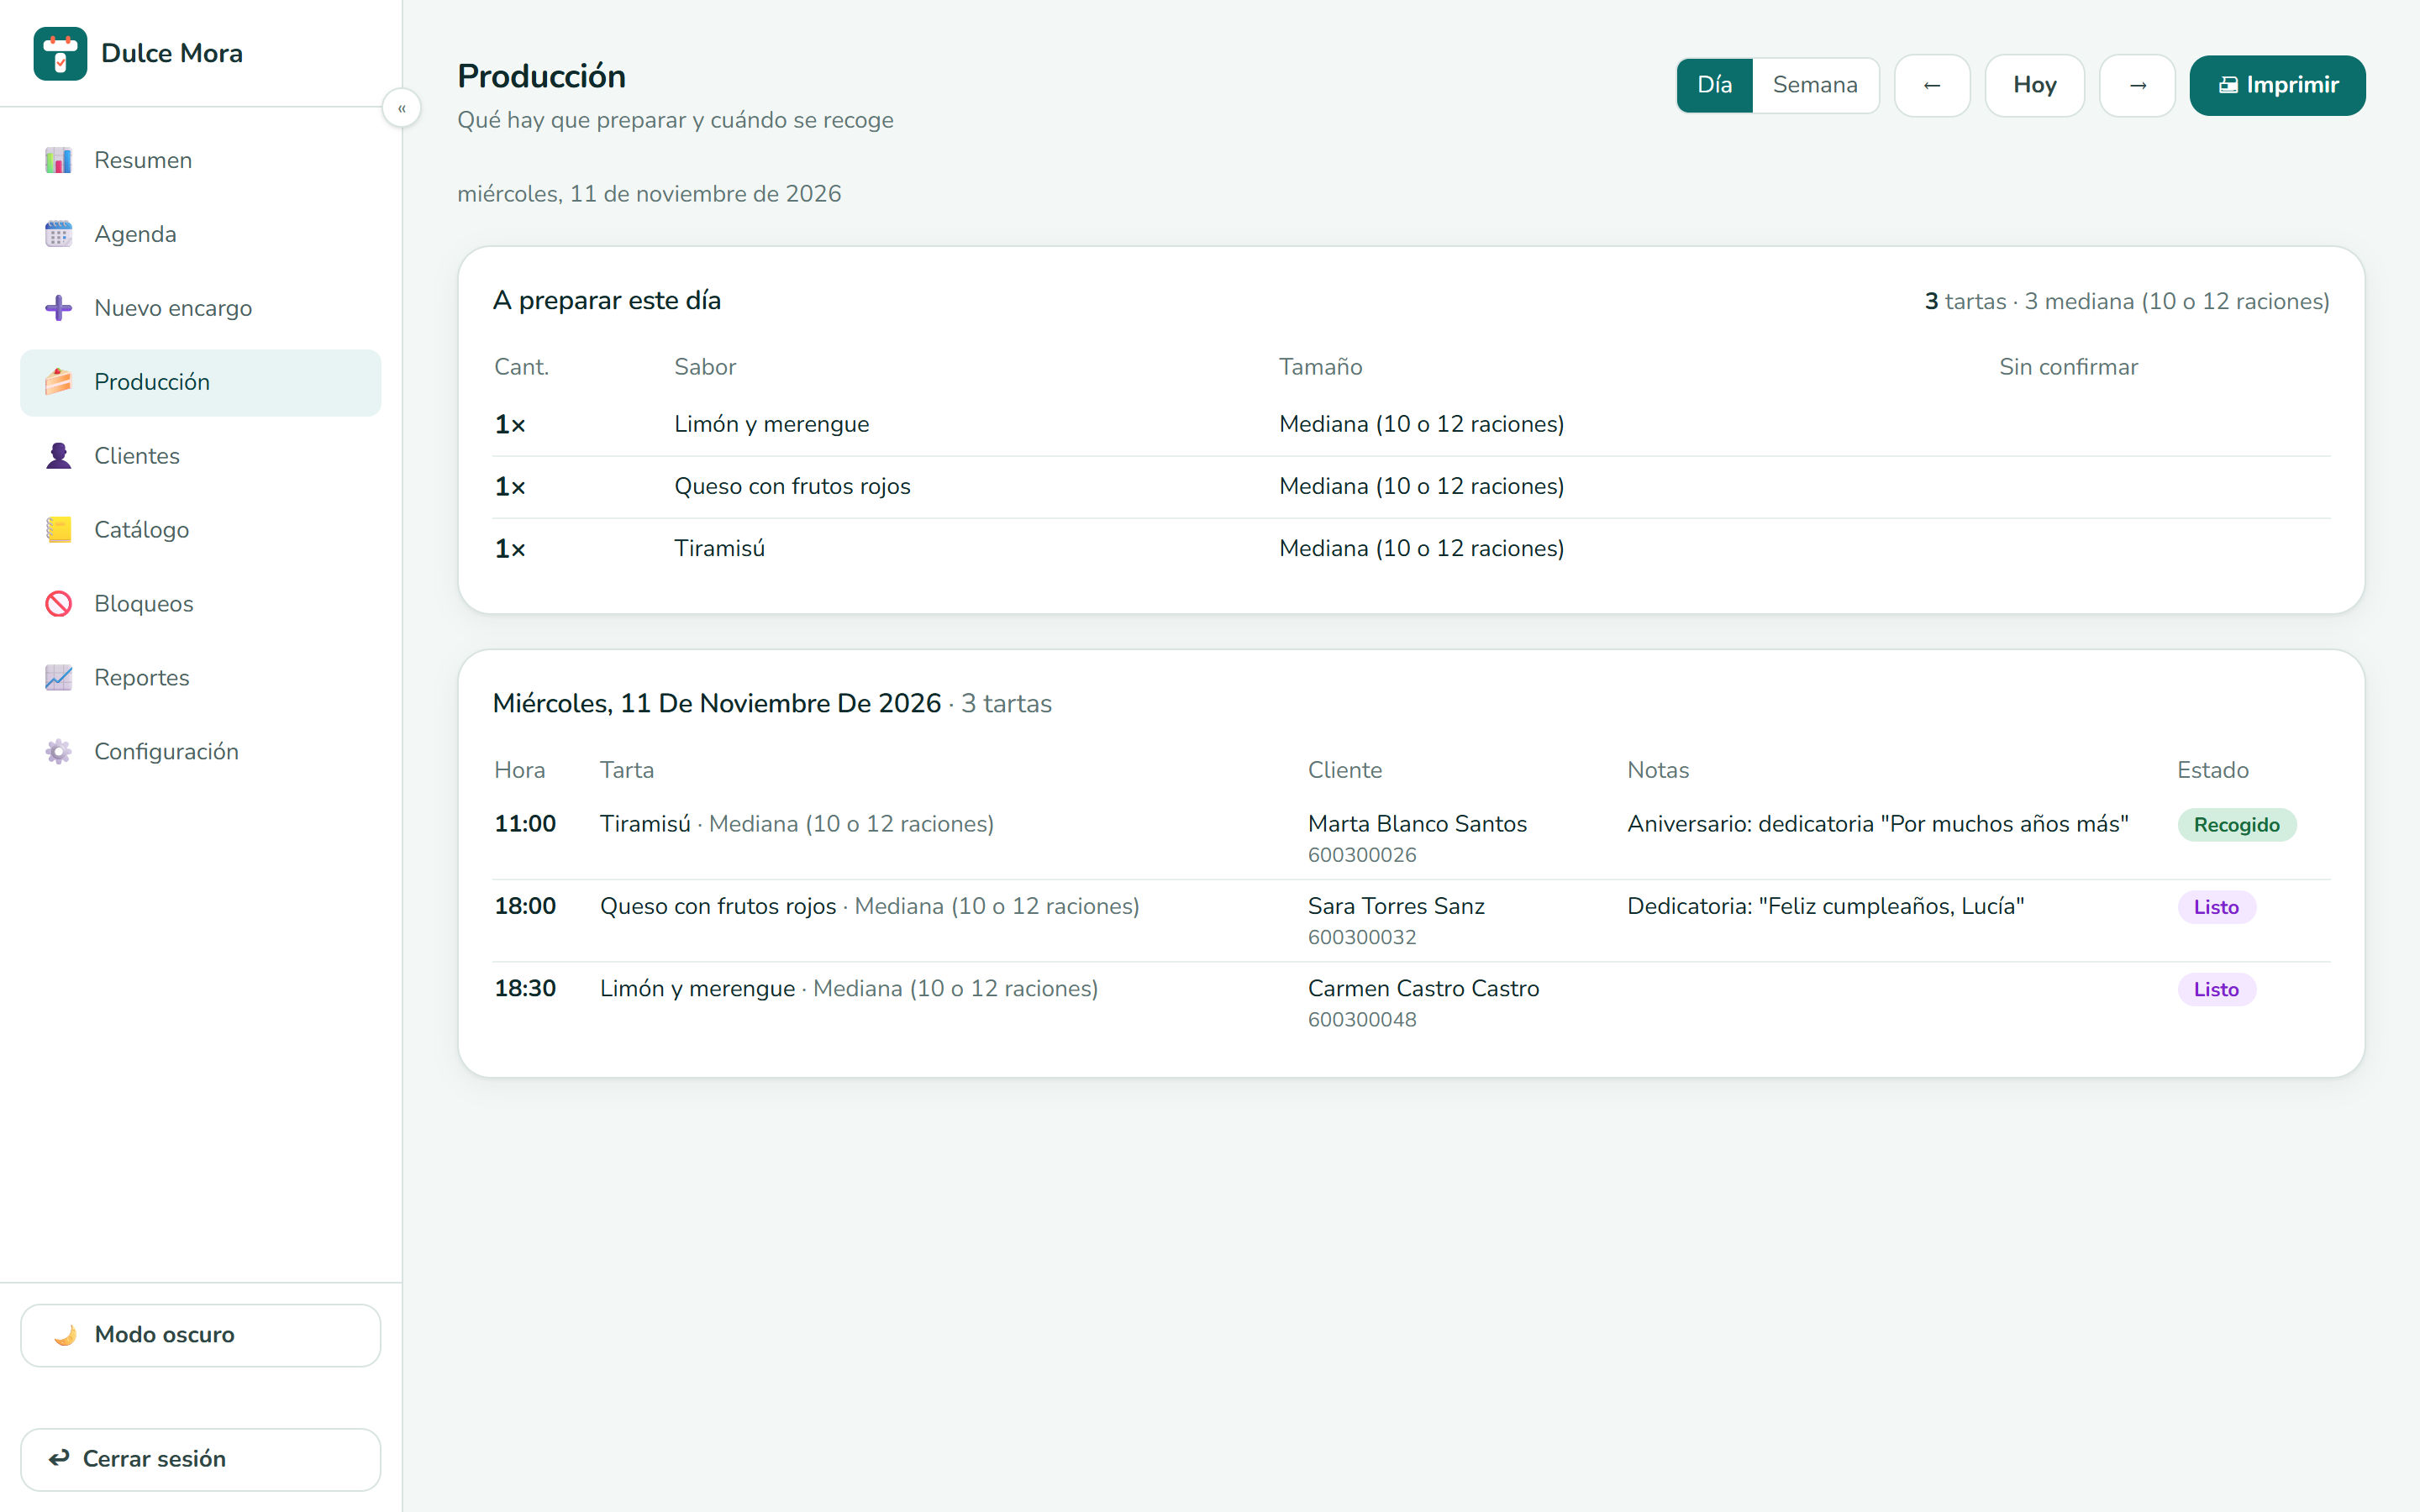 Dulce Mora
«
Resumen
Agenda
Nuevo encargo
Producción
Clientes
Catálogo
Bloqueos
Reportes
Configuración
Modo oscuro
Cerrar sesión
Producción
Qué hay que preparar y cuándo se recoge
Día Semana ← Hoy → Imprimir
miércoles, 11 de noviembre de 2026
A preparar este día 3 tartas · 3 mediana (10 o 12 raciones)
Cant. Sabor Tamaño Sin confirmar
1× Limón y merengue Mediana (10 o 12 raciones)
1× Queso con frutos rojos Mediana (10 o 12 raciones)
1× Tiramisú Mediana (10 o 12 raciones)
Miércoles, 11 De Noviembre De 2026 · 3 tartas
Hora Tarta Cliente Notas Estado
11:00 Tiramisú · Mediana (10 o 12 raciones) Marta Blanco Santos Aniversario: dedicatoria "Por muchos años más" Recogido
600300026
18:00 Queso con frutos rojos · Mediana (10 o 12 raciones) Sara Torres Sanz Dedicatoria: "Feliz cumpleaños, Lucía" Listo
600300032
18:30 Limón y merengue · Mediana (10 o 12 raciones) Carmen Castro Castro Listo
600300048